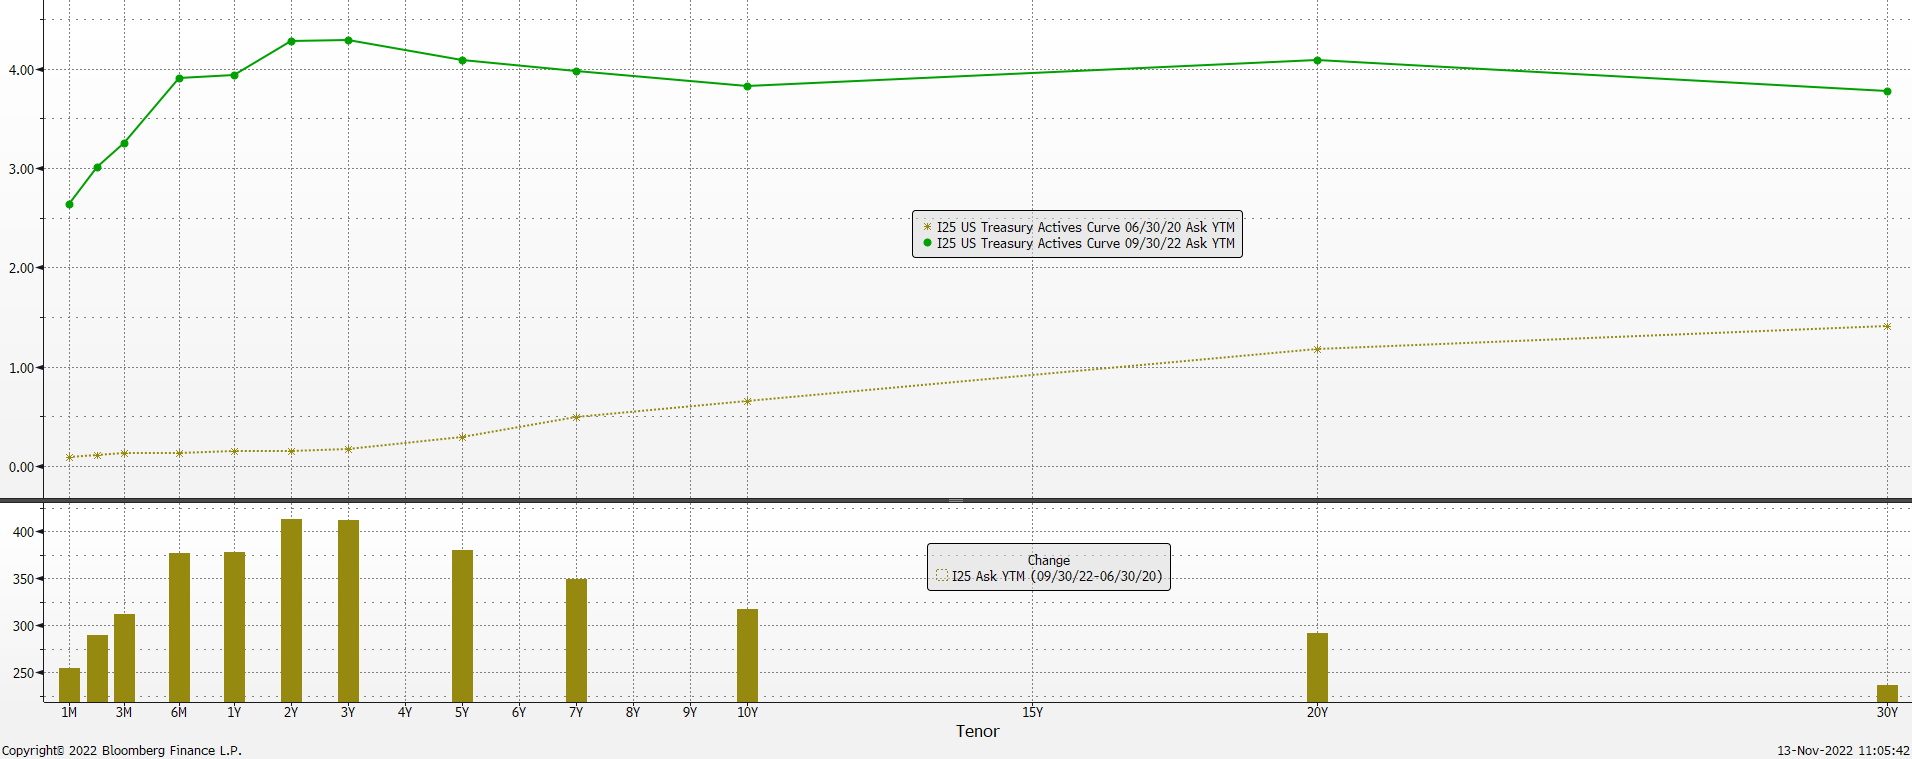 4.00
3.00
2.00
1.00
0.00
I25 US Treasury Actives Curve 06/30/20 Ask YTM
I25 US Treasury Actives Curve 09/30/22 Ask YTM
400
350
300
250
Change
I25 Ask YTM (09/30/22-06/30/20)
1M 3M 6M 1Y 2Y 3Y 4Y 5Y 6Y 7Y 8Y 9Y 10Y 15Y 20Y 30Y
Tenor
Copyright© 2022 Bloomberg Finance L.P. 13-Nov-2022 11:05:42